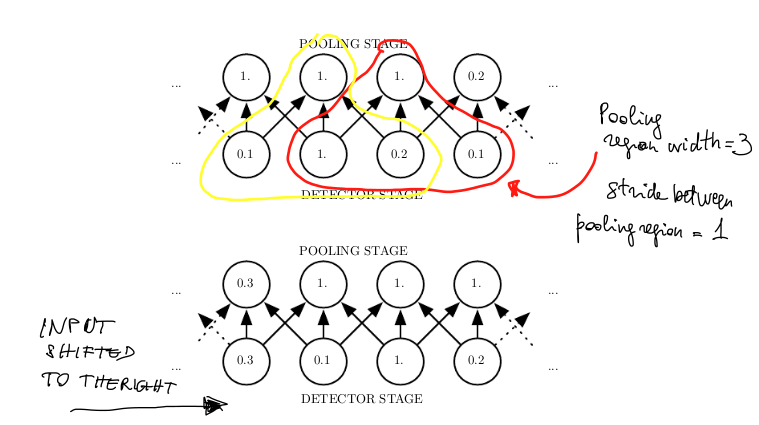 POOLING STAGE
... 1. 1. 1. 0.2 ...
... 0.1 1. 0.2 0.1 ...
DETECTOR STAGE
Pooling
region width=3
stride between
pooling region = 1
POOLING STAGE
... 0.3 1. 1. 1. ...
... 0.3 0.1 1. 0.2 ...
DETECTOR STAGE
INPUT
SHIFTED
TO THE RIGHT